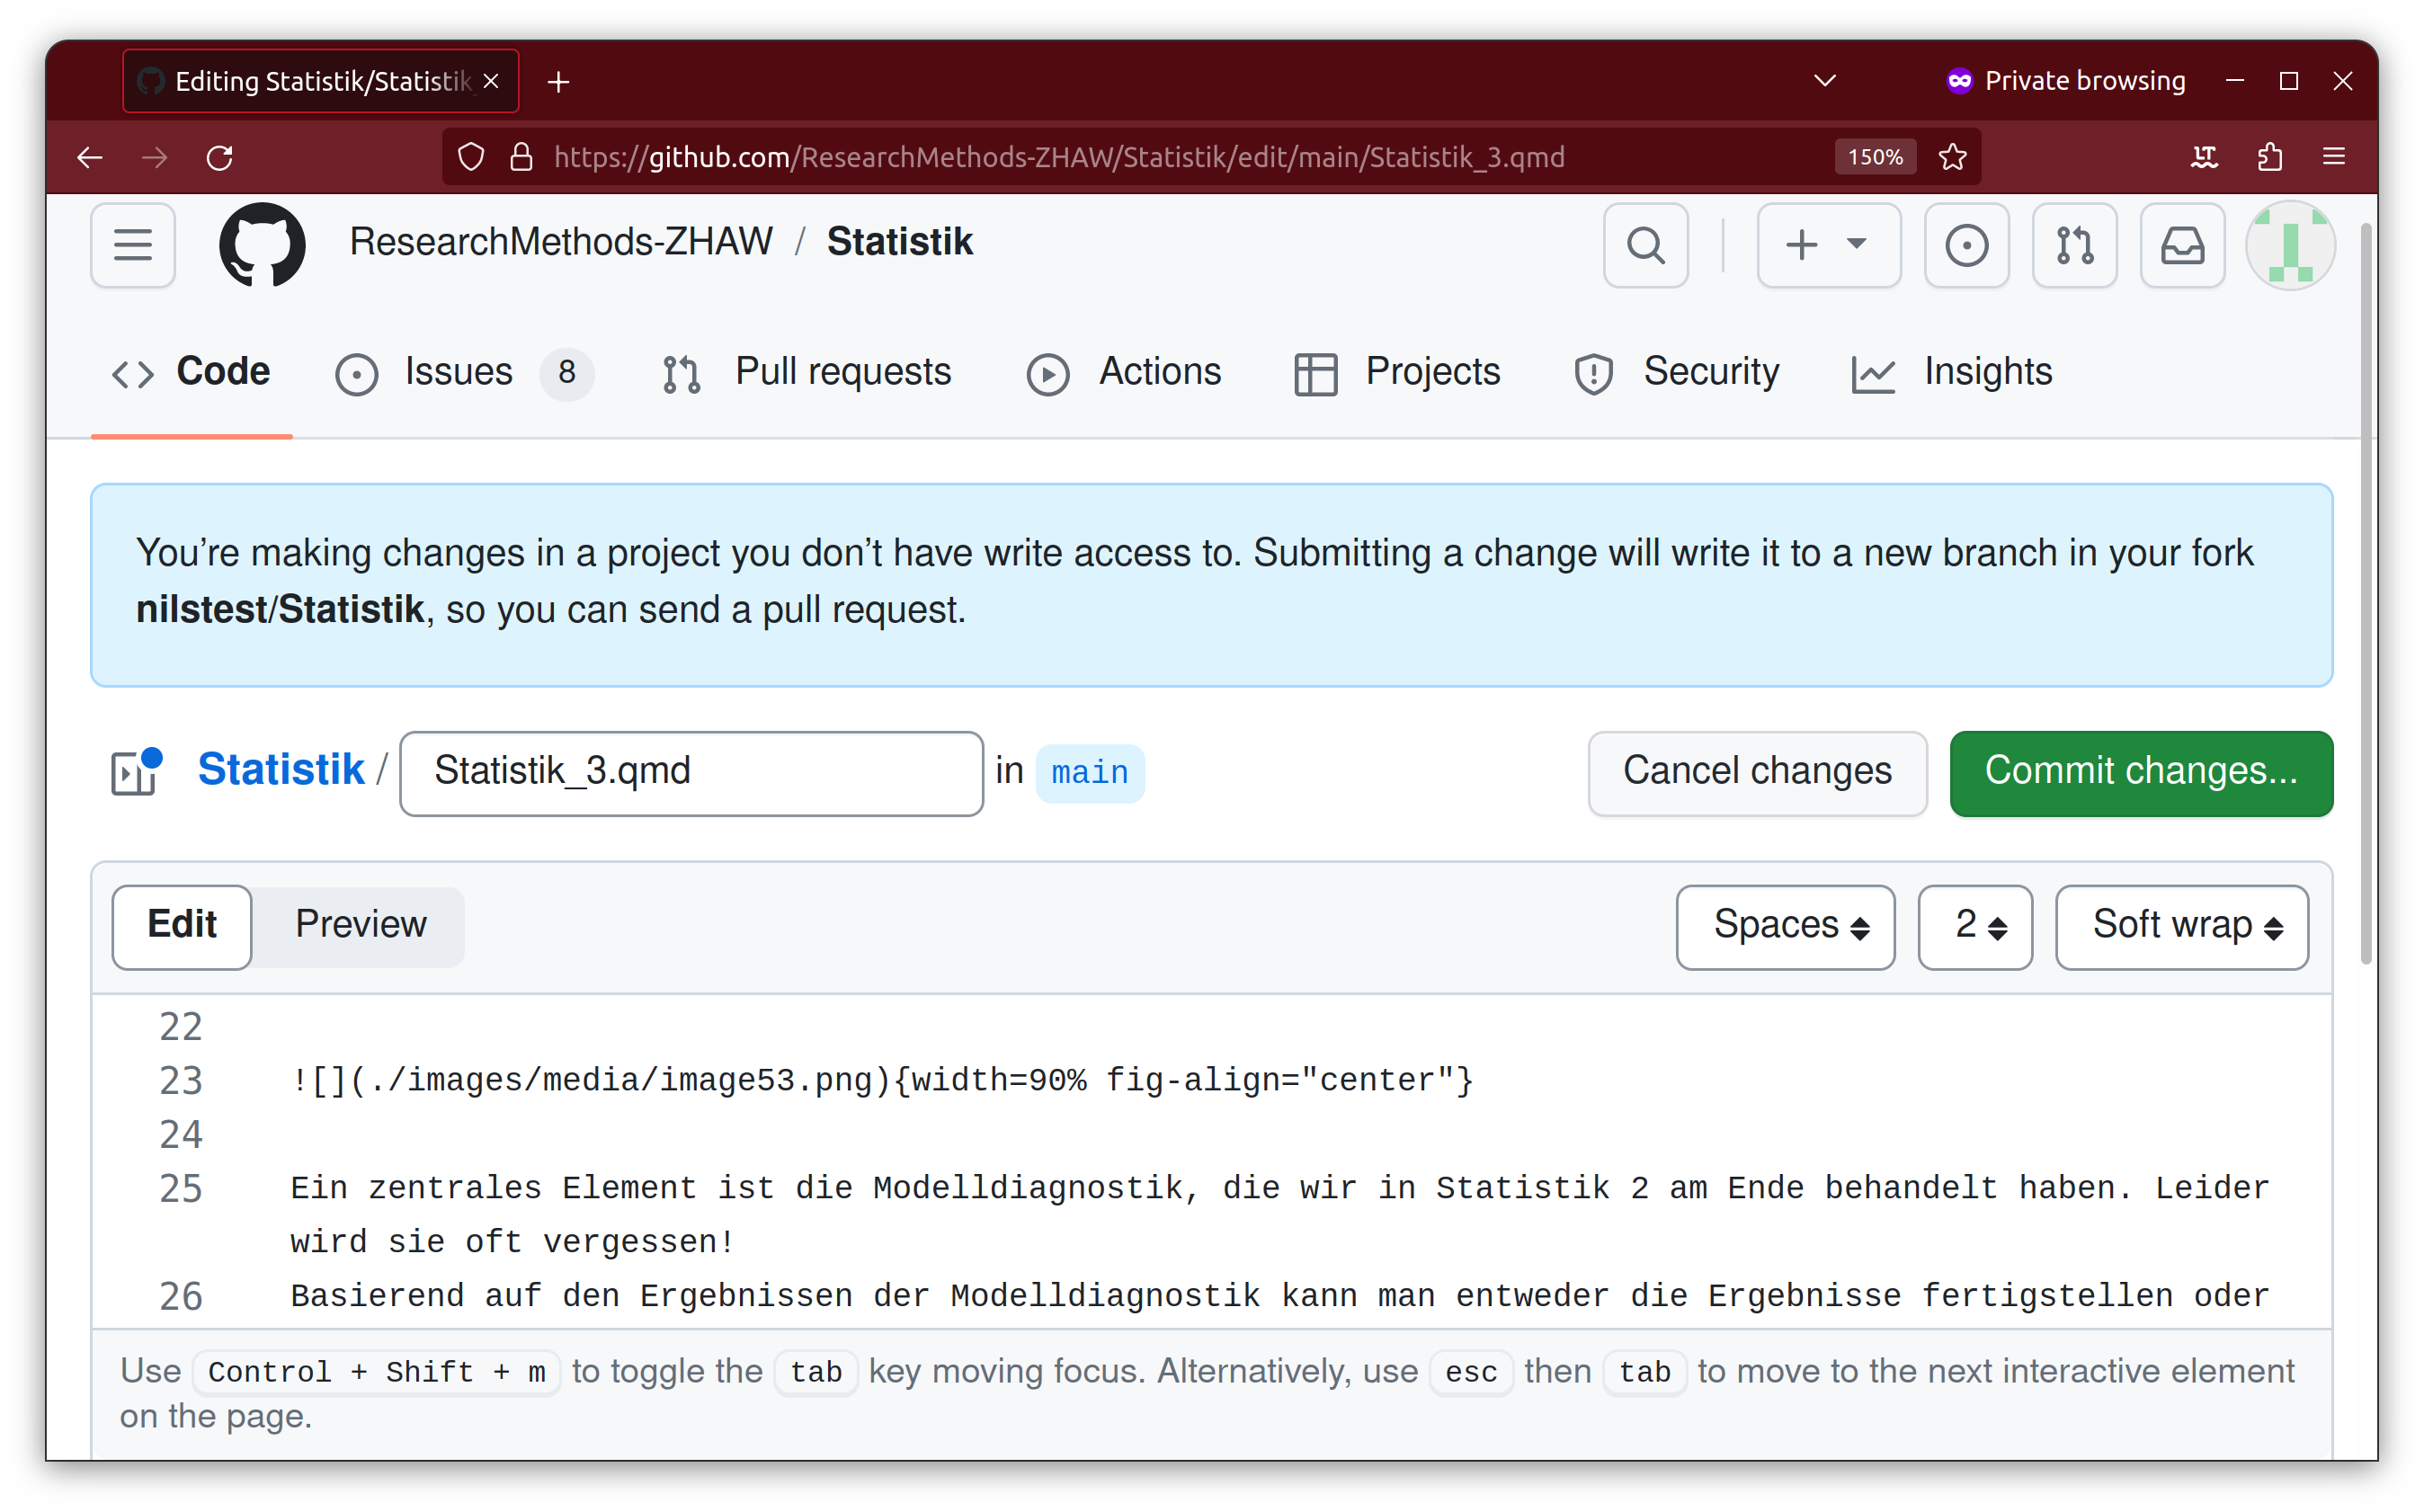 Editing Statistik/Statistik
Private browsing
https://github.com/ResearchMethods-ZHAW/Statistik/edit/main/Statistik_3.qmd
150%
LT
ResearchMethods-ZHAW / Statistik
Code
Issues 8
Pull requests
Actions
Projects
Security
Insights
You’re making changes in a project you don’t have write access to. Submitting a change will write it to a new branch in your fork
nilstest/Statistik, so you can send a pull request.
Statistik / Statistik_3.qmd in main
Cancel changes
Commit changes...
Edit
Preview
Spaces
2
Soft wrap
22
23 ![](./images/media/image53.png){width=90% fig-align="center"}
24
25 Ein zentrales Element ist die Modelldiagnostik, die wir in Statistik 2 am Ende behandelt haben. Leider
wird sie oft vergessen!
26 Basierend auf den Ergebnissen der Modelldiagnostik kann man entweder die Ergebnisse fertigstellen oder
Use Control + Shift + m to toggle the tab key moving focus. Alternatively, use esc then tab to move to the next interactive element
on the page.